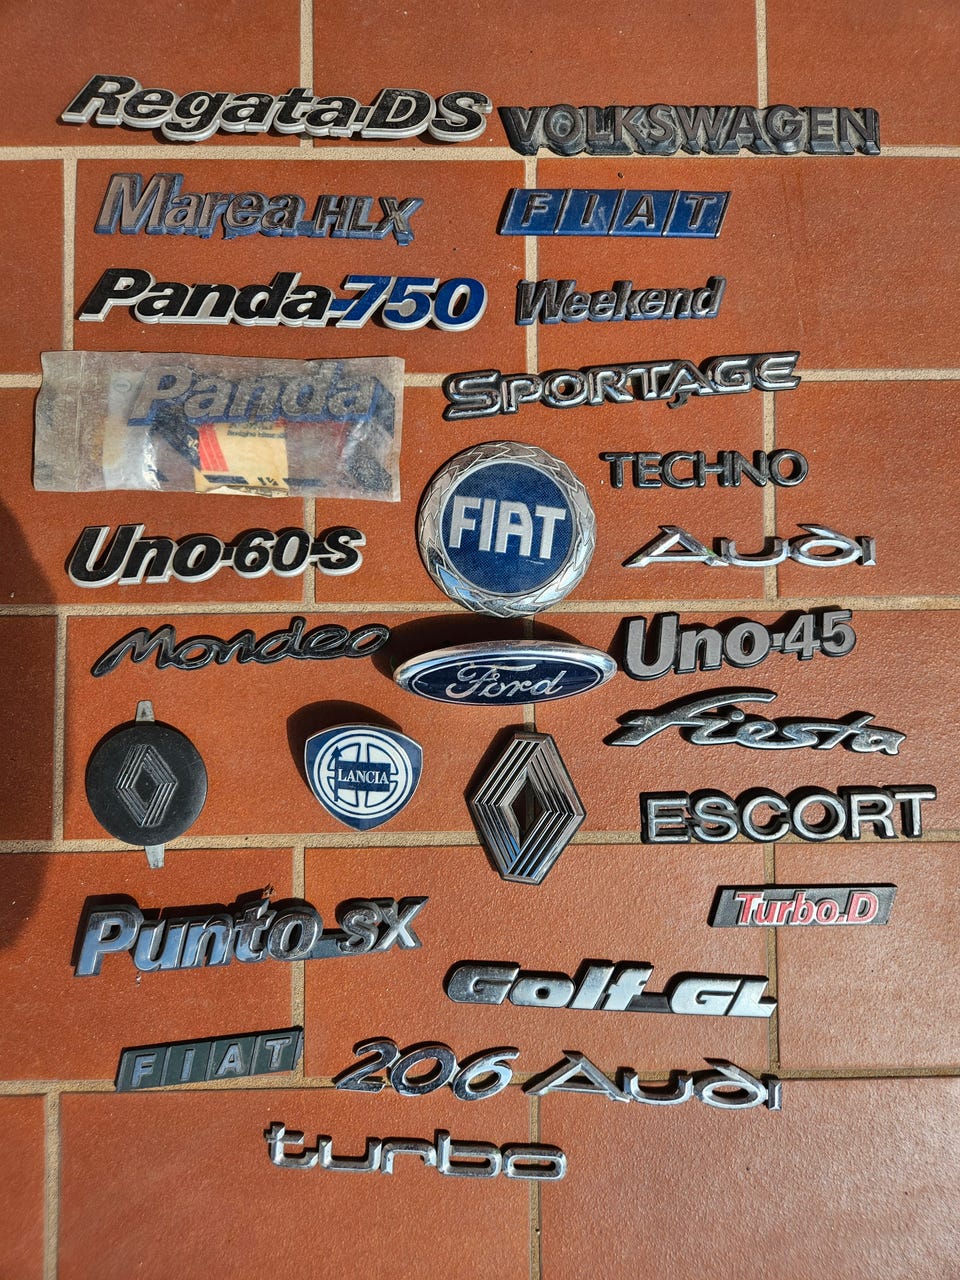 Regata DS
VOLKSWAGEN
Marea HLX
FIAT
Panda 750
Weekend
Panda
SPORTAGE
TECHNO
FIAT
Uno-60-S
AUDI
Mondeo
Ford
Uno-45
Fiesta
LANCIA
ESCORT
Punto SX
Turbo.D
Golf GL
FIAT
206
AUDI
turbo